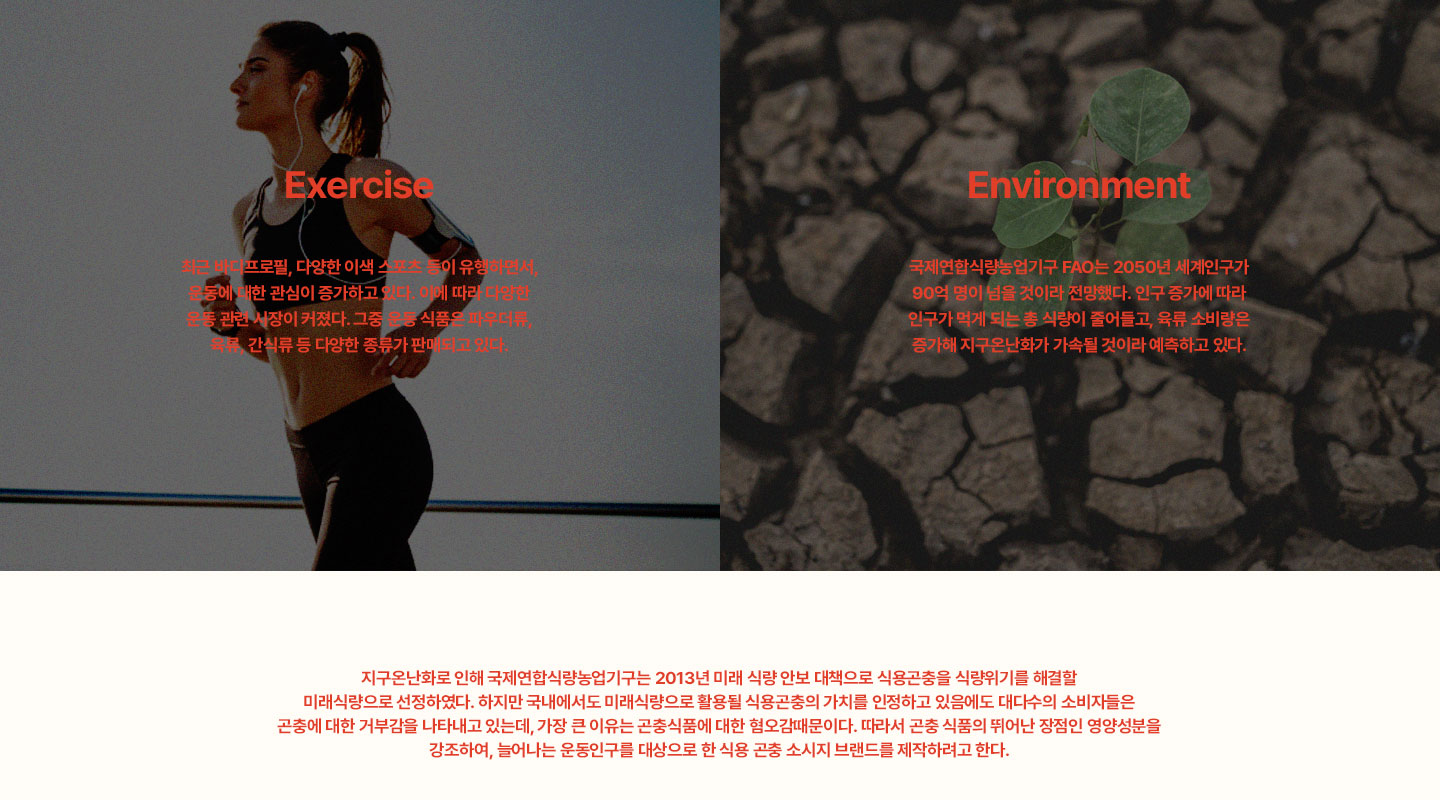 Exercise
최근 바디프로필, 다양한 이색 스포츠 등이 유행하면서,
운동에 대한 관심이 증가하고 있다. 이에 따라 다양한
운동 관련 시장이 커졌다. 그중 운동 식품은 파우더류,
육류, 간식류 등 다양한 종류가 판매되고 있다.
Environment
국제연합식량농업기구 FAO는 2050년 세계인구가
90억 명이 넘을 것이라 전망했다. 인구 증가에 따라
인구가 먹게 되는 총 식량이 줄어들고, 육류 소비량은
증가해 지구온난화가 가속될 것이라 예측하고 있다.
지구온난화로 인해 국제연합식량농업기구는 2013년 미래 식량 안보 대책으로 식용곤충을 식량위기를 해결할
미래식량으로 선정하였다. 하지만 국내에서도 미래식량으로 활용될 식용곤충의 가치를 인정하고 있음에도 대다수의 소비자들은
곤충에 대한 거부감을 나타내고 있는데, 가장 큰 이유는 곤충식품에 대한 혐오감때문이다. 따라서 곤충 식품의 뛰어난 장점인 영양성분을
강조하여, 늘어나는 운동인구를 대상으로 한 식용 곤충 소시지 브랜드를 제작하려고 한다.